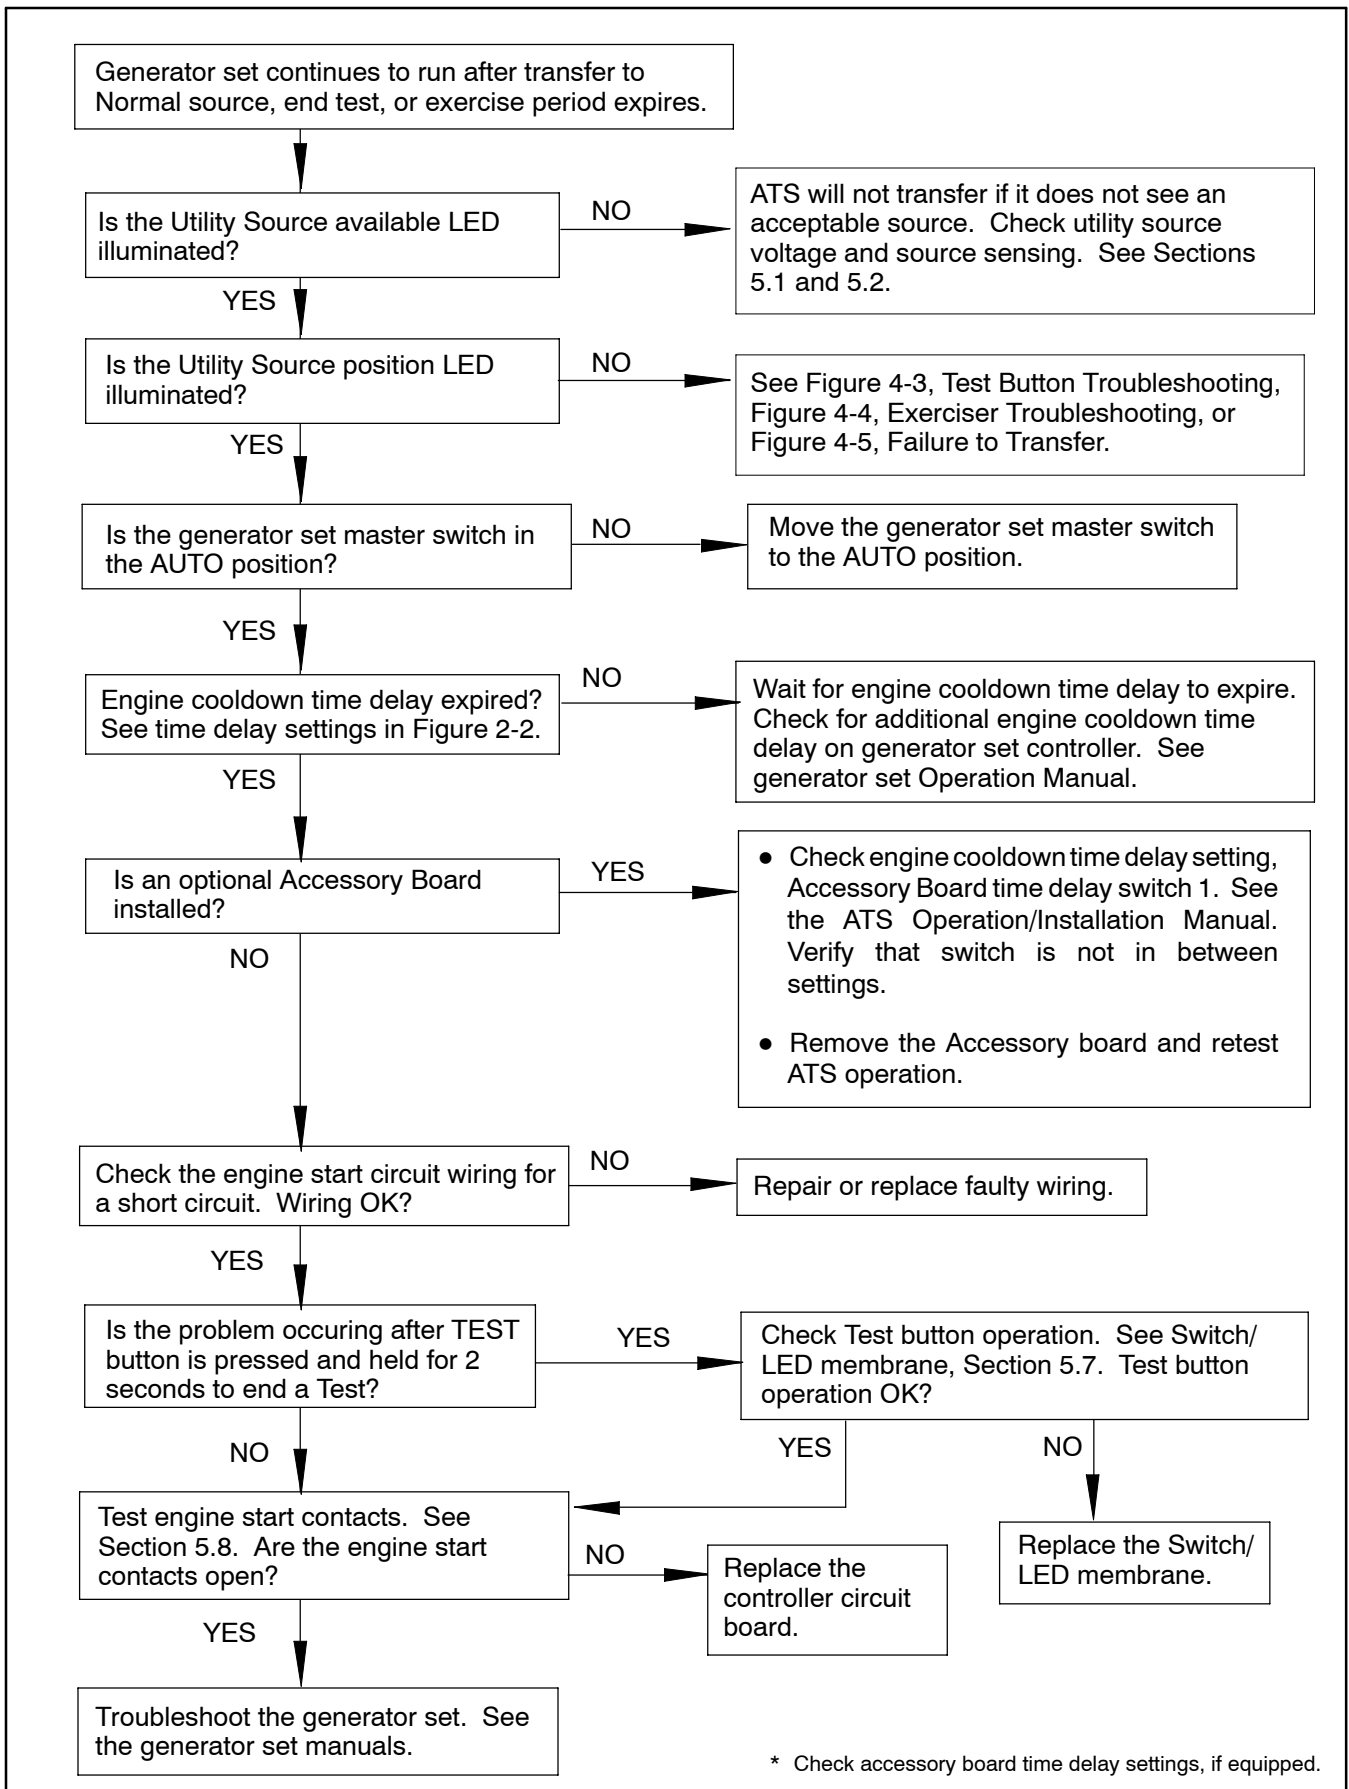 Generator set continues to run after transfer to
Normal source, end test, or exercise period expires.
Is the Utility Source available LED
illuminated?
NO
ATS will not transfer if it does not see an
acceptable source. Check utility source
voltage and source sensing. See Sections
5.1 and 5.2.
YES
Is the Utility Source position LED
illuminated?
NO
See Figure 4-3, Test Button Troubleshooting,
Figure 4-4, Exerciser Troubleshooting, or
Figure 4-5, Failure to Transfer.
YES
Is the generator set master switch in
the AUTO position?
NO
Move the generator set master switch
to the AUTO position.
YES
Engine cooldown time delay expired?
See time delay settings in Figure 2-2.
NO
Wait for engine cooldown time delay to expire.
Check for additional engine cooldown time
delay on generator set controller. See
generator set Operation Manual.
YES
Is an optional Accessory Board
installed?
YES
● Check engine cooldown time delay setting,
Accessory Board time delay switch 1. See
the ATS Operation/Installation Manual.
Verify that switch is not in between
settings.
● Remove the Accessory board and retest
ATS operation.
NO
Check the engine start circuit wiring for
a short circuit. Wiring OK?
NO
Repair or replace faulty wiring.
YES
Is the problem occuring after TEST
button is pressed and held for 2
seconds to end a Test?
YES
Check Test button operation. See Switch/
LED membrane, Section 5.7. Test button
operation OK?
YES
NO
NO
Test engine start contacts. See
Section 5.8. Are the engine start
contacts open?
NO
Replace the
controller circuit
board.
Replace the Switch/
LED membrane.
YES
Troubleshoot the generator set. See
the generator set manuals.
* Check accessory board time delay settings, if equipped.